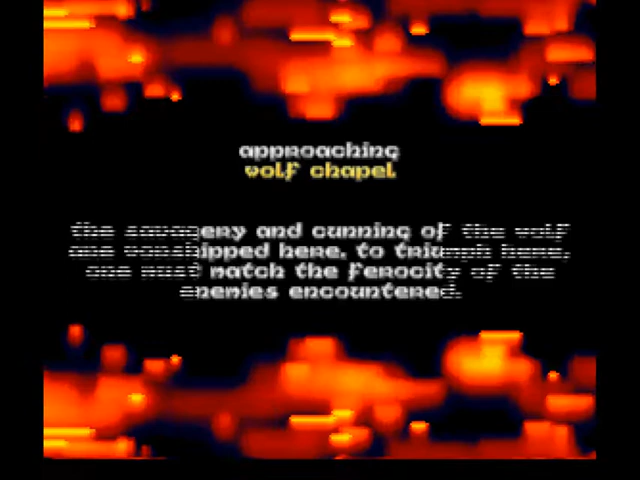 approaching
wolf chapel
the savagery and cunning of the wolf
are worshipped here. to triumph here,
one must match the ferocity of the
enemies encountered.